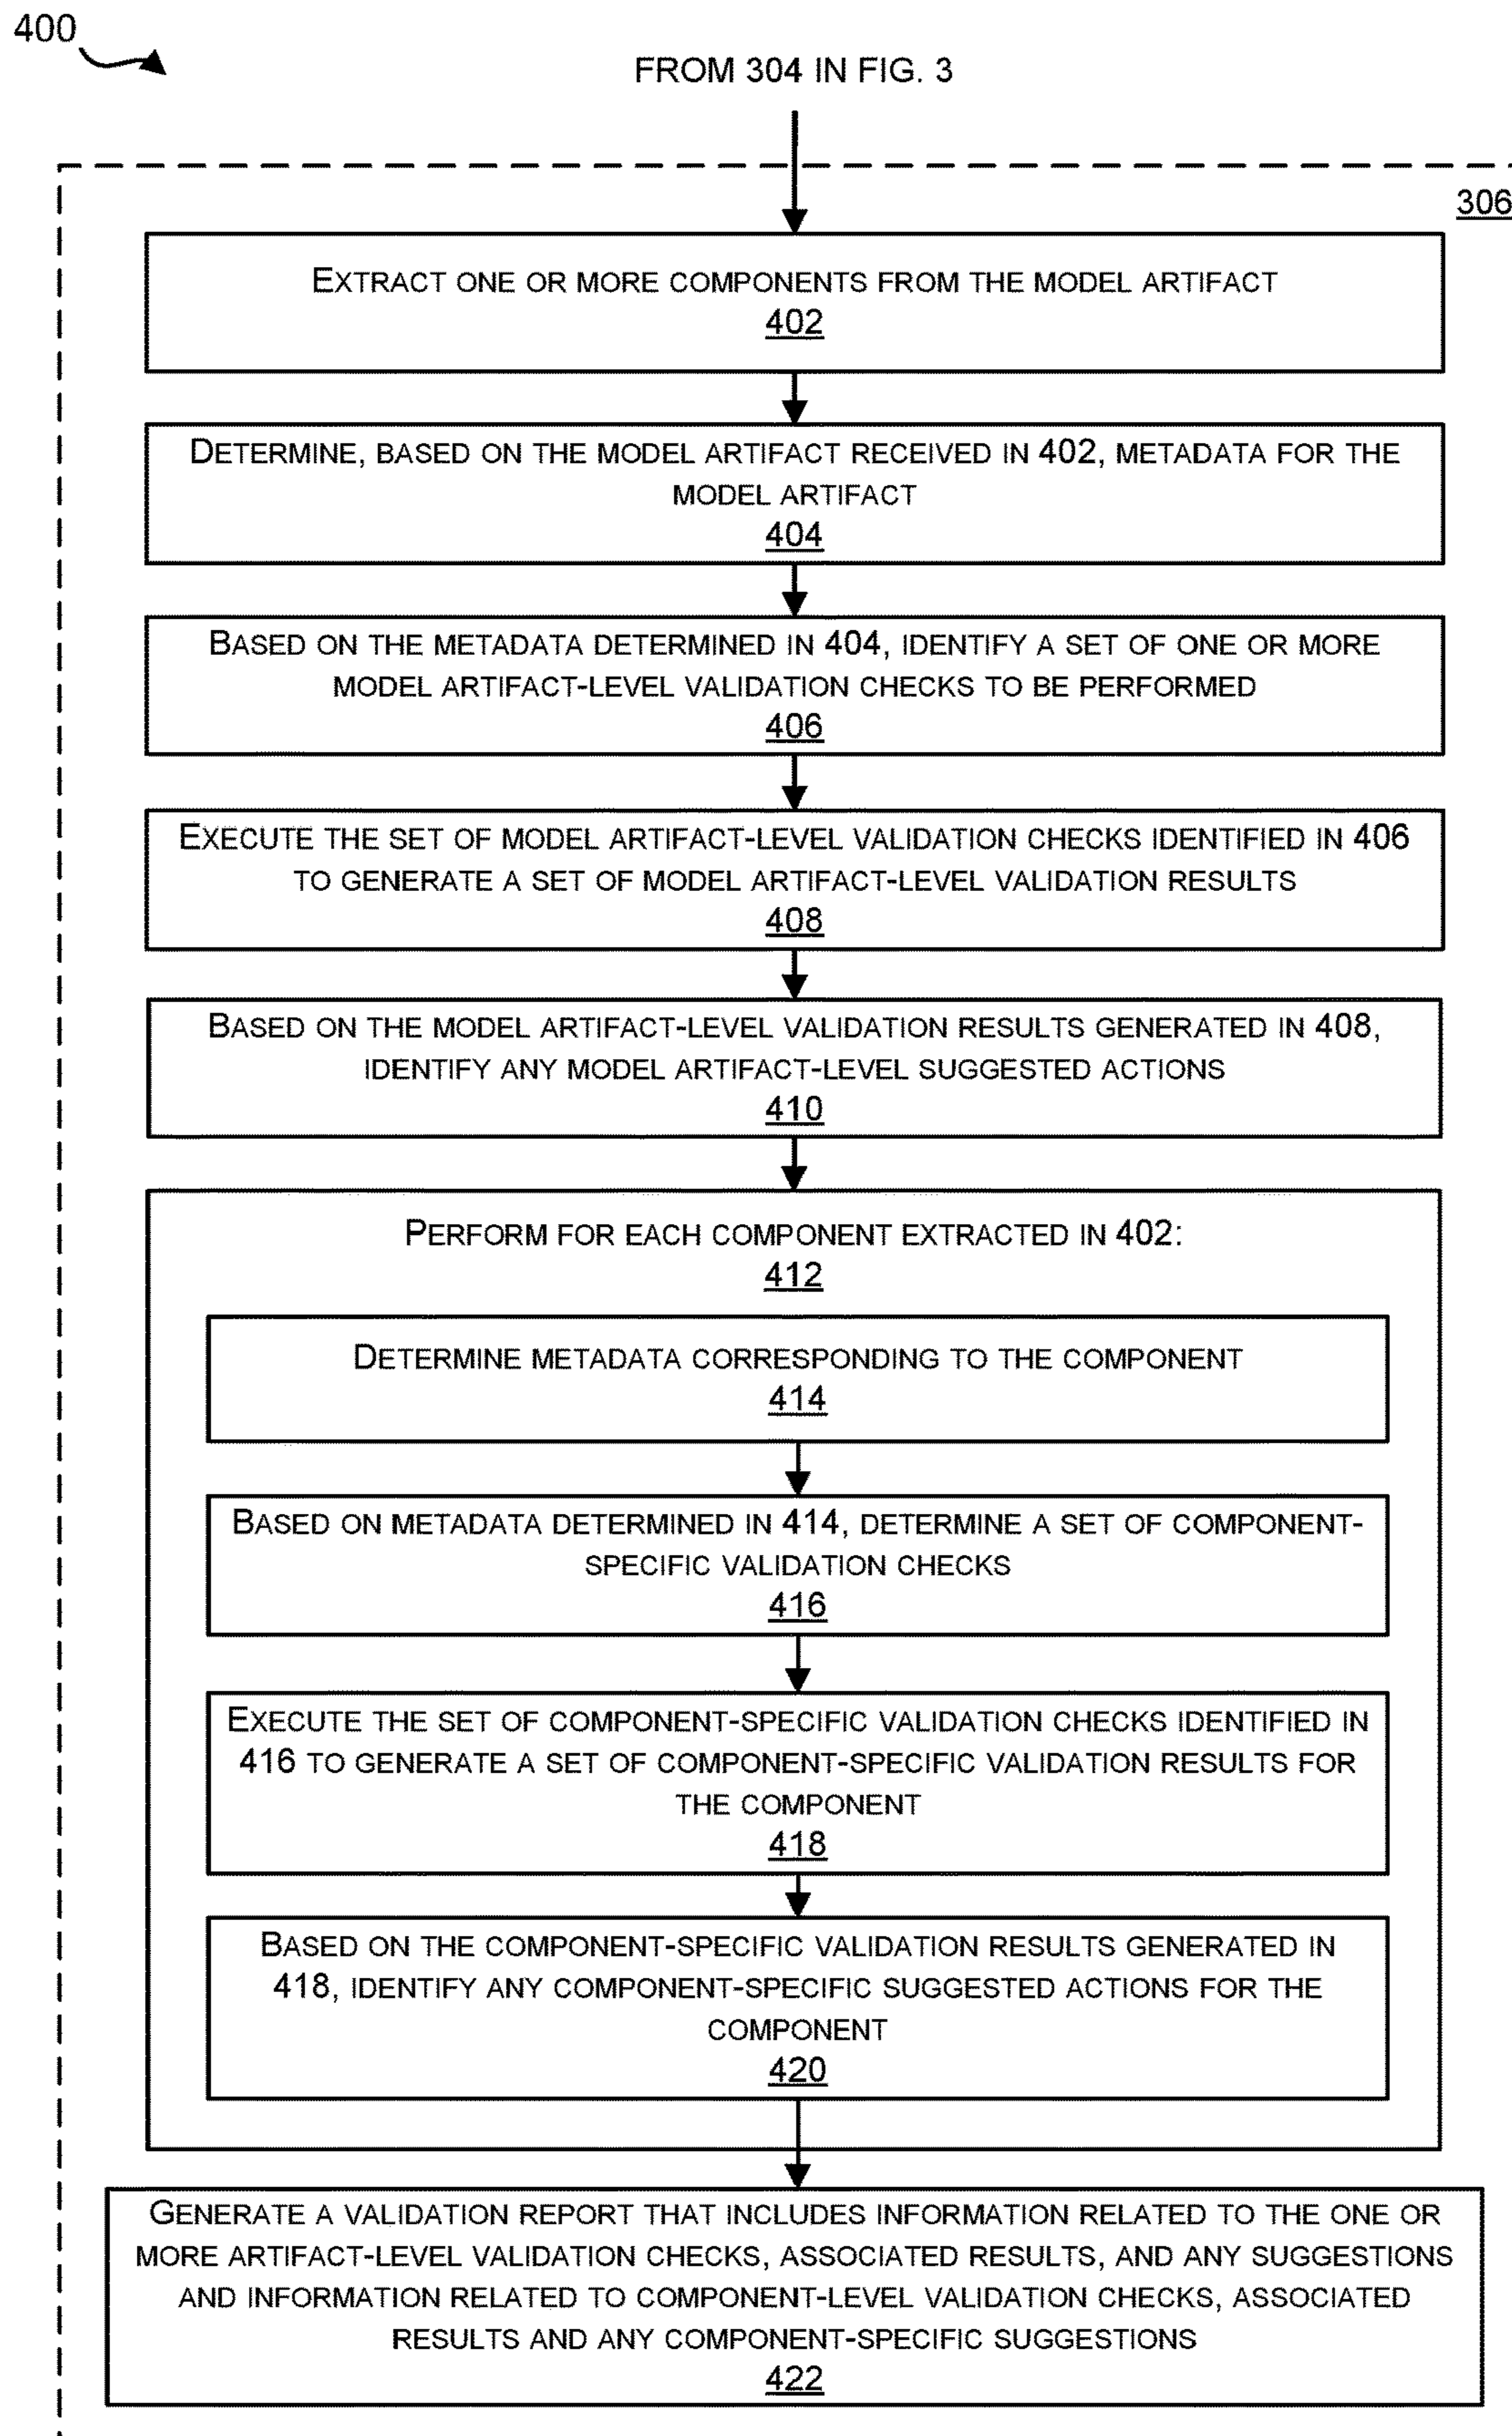 400
FROM 304 IN FIG. 3
306
EXTRACT ONE OR MORE COMPONENTS FROM THE MODEL ARTIFACT
402
DETERMINE, BASED ON THE MODEL ARTIFACT RECEIVED IN 402, METADATA FOR THE
MODEL ARTIFACT
404
BASED ON THE METADATA DETERMINED IN 404, IDENTIFY A SET OF ONE OR MORE
MODEL ARTIFACT-LEVEL VALIDATION CHECKS TO BE PERFORMED
406
EXECUTE THE SET OF MODEL ARTIFACT-LEVEL VALIDATION CHECKS IDENTIFIED IN 406
TO GENERATE A SET OF MODEL ARTIFACT-LEVEL VALIDATION RESULTS
408
BASED ON THE MODEL ARTIFACT-LEVEL VALIDATION RESULTS GENERATED IN 408,
IDENTIFY ANY MODEL ARTIFACT-LEVEL SUGGESTED ACTIONS
410
PERFORM FOR EACH COMPONENT EXTRACTED IN 402:
412
DETERMINE METADATA CORRESPONDING TO THE COMPONENT
414
BASED ON METADATA DETERMINED IN 414, DETERMINE A SET OF COMPONENT-
SPECIFIC VALIDATION CHECKS
416
EXECUTE THE SET OF COMPONENT-SPECIFIC VALIDATION CHECKS IDENTIFIED IN
416 TO GENERATE A SET OF COMPONENT-SPECIFIC VALIDATION RESULTS FOR
THE COMPONENT
418
BASED ON THE COMPONENT-SPECIFIC VALIDATION RESULTS GENERATED IN
418, IDENTIFY ANY COMPONENT-SPECIFIC SUGGESTED ACTIONS FOR THE
COMPONENT
420
GENERATE A VALIDATION REPORT THAT INCLUDES INFORMATION RELATED TO THE ONE OR
MORE ARTIFACT-LEVEL VALIDATION CHECKS, ASSOCIATED RESULTS, AND ANY SUGGESTIONS
AND INFORMATION RELATED TO COMPONENT-LEVEL VALIDATION CHECKS, ASSOCIATED
RESULTS AND ANY COMPONENT-SPECIFIC SUGGESTIONS
422